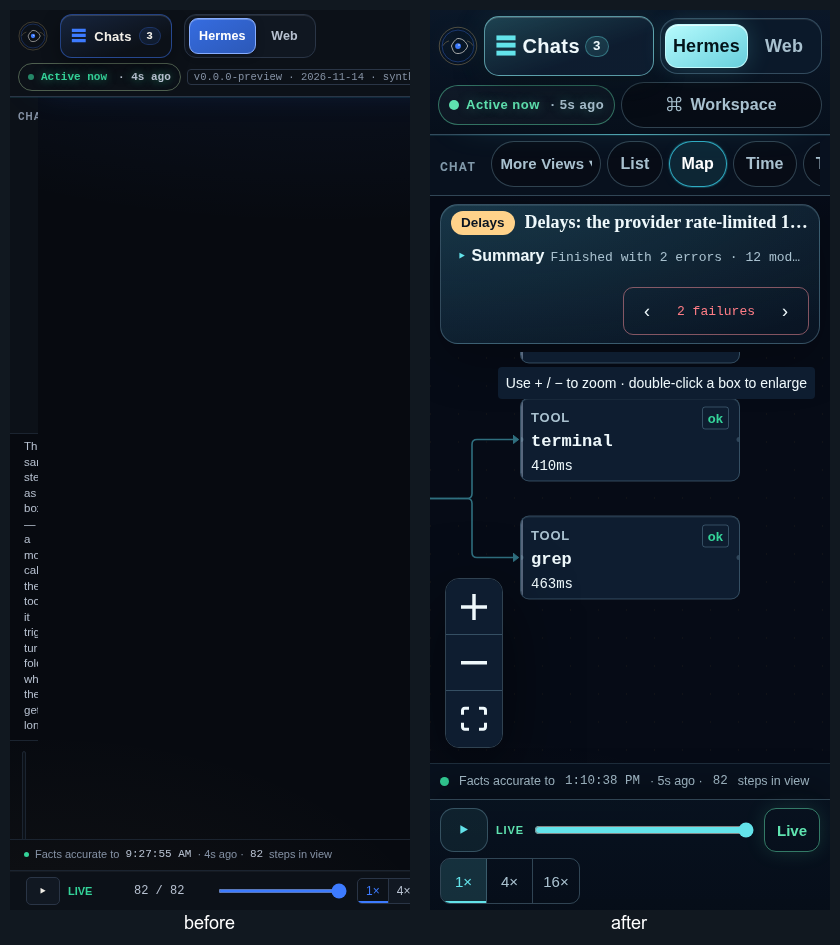 Chats 3
Hermes Web
Active now · 4s ago
v0.0.0-preview · 2026-11-14 ·
Facts accurate to 9:27:55 AM · 4s ago · 82 steps in view
LIVE 82 / 82 1× 4×
before
Chats 3
Hermes Web
Active now · 5s ago
⌘ Workspace
CHAT More Views List Map Time
Delays Delays: the provider rate-limited 1…
Summary Finished with 2 errors · 12 mod…
‹ 2 failures ›
Use + / − to zoom · double-click a box to enlarge
TOOL ok
terminal
410ms
TOOL ok
grep
463ms
Facts accurate to 1:10:38 PM · 5s ago · 82 steps in view
LIVE Live
1× 4× 16×
after